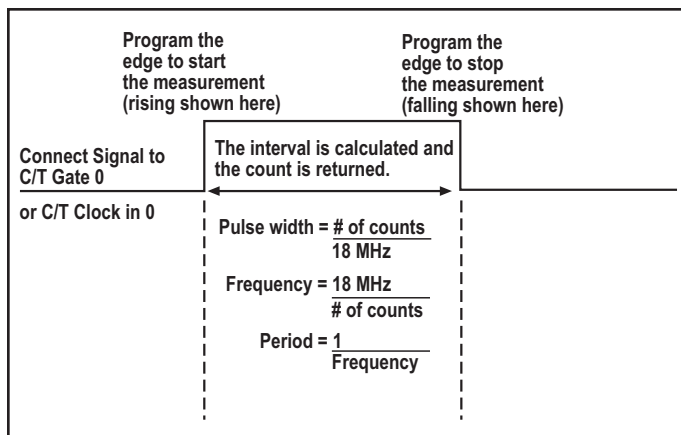 Program the
edge to start
the measurement
(rising shown here)
Program the
edge to stop
the measurement
(falling shown here)
Connect Signal to
C/T Gate 0
or C/T Clock in 0
The interval is calculated and
the count is returned.
Pulse width = # of counts
18 MHz
Frequency = 18 MHz
# of counts
Period = 1
Frequency